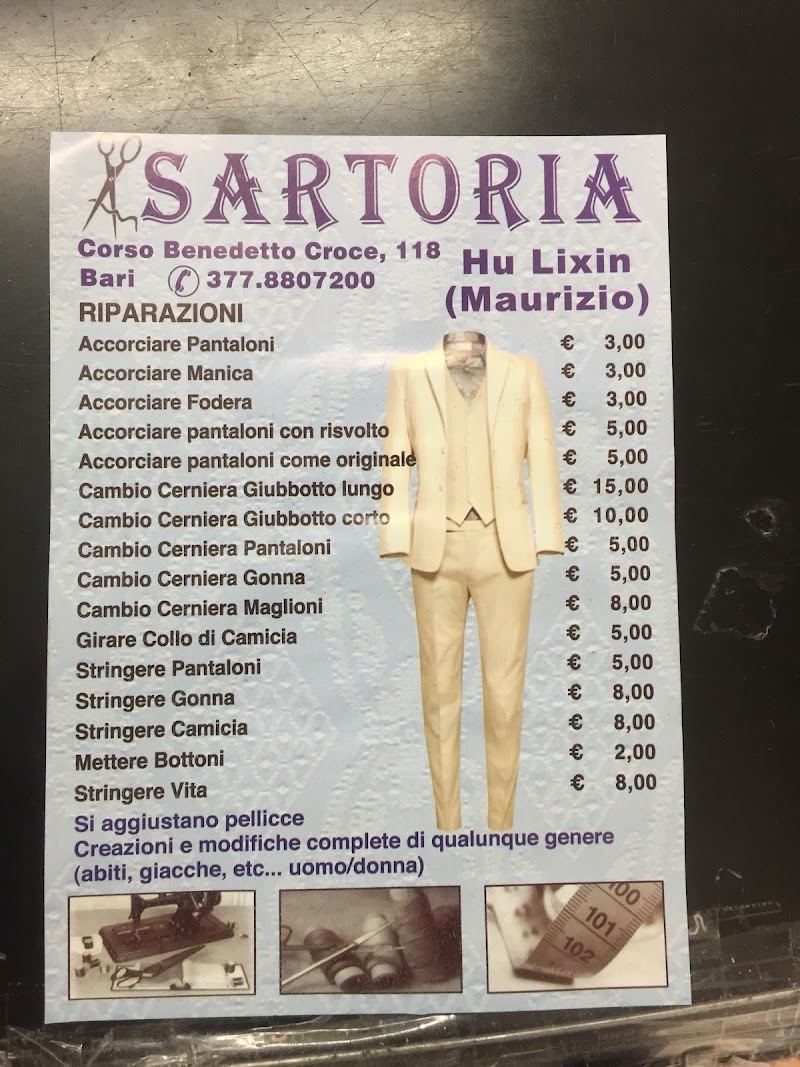 SARTORIA
Corso Benedetto Croce, 118
Bari 377.8807200
Hu Lixin
(Maurizio)
RIPARAZIONI
Accorciare Pantaloni € 3,00
Accorciare Manica € 3,00
Accorciare Fodera € 3,00
Accorciare pantaloni con risvolto € 5,00
Accorciare pantaloni come originale € 5,00
Cambio Cerniera Giubbotto lungo € 15,00
Cambio Cerniera Giubbotto corto € 10,00
Cambio Cerniera Pantaloni € 5,00
Cambio Cerniera Gonna € 5,00
Cambio Cerniera Maglioni € 8,00
Girare Collo di Camicia € 5,00
Stringere Pantaloni € 5,00
Stringere Gonna € 8,00
Stringere Camicia € 8,00
Mettere Bottoni € 2,00
Stringere Vita € 8,00
Si aggiustano pellicce
Creazioni e modifiche complete di qualunque genere
(abiti, giacche, etc... uomo/donna)
100
101
102